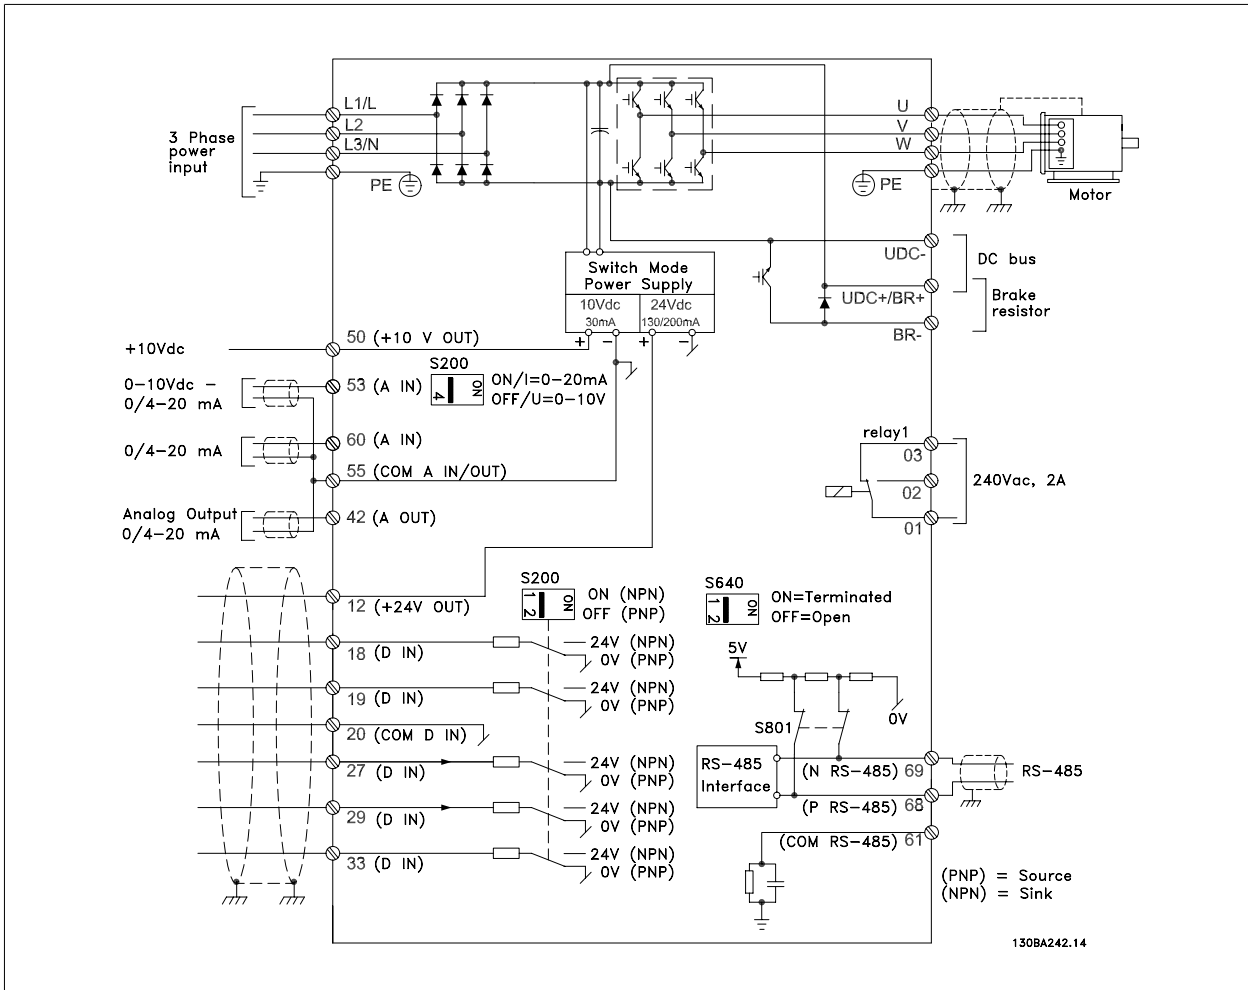 3 Phase
power
input
L1/L
L2
L3/N
PE
U
V
W
PE
Motor
UDC-
DC bus
UDC+/BR+
Brake
resistor
BR-
Switch Mode
Power Supply
10Vdc
30mA
24Vdc
130/200mA
+ - + -
+10Vdc
50 (+10 V OUT)
0-10Vdc -
0/4-20 mA
53 (A IN)
S200
ON
4
ON/I=0-20mA
OFF/U=0-10V
0/4-20 mA
60 (A IN)
55 (COM A IN/OUT)
Analog Output
0/4-20 mA
42 (A OUT)
relay1
03
02
01
240Vac, 2A
12 (+24V OUT)
S200
ON
1 2
ON (NPN)
OFF (PNP)
S640
ON
1 2
ON=Terminated
OFF=Open
18 (D IN)
24V (NPN)
0V (PNP)
19 (D IN)
24V (NPN)
0V (PNP)
20 (COM D IN)
27 (D IN)
24V (NPN)
0V (PNP)
29 (D IN)
24V (NPN)
0V (PNP)
33 (D IN)
24V (NPN)
0V (PNP)
5V
0V
S801
RS-485
Interface
(N RS-485) 69
(P RS-485) 68
RS-485
(COM RS-485) 61
(PNP) = Source
(NPN) = Sink
130BA242.14